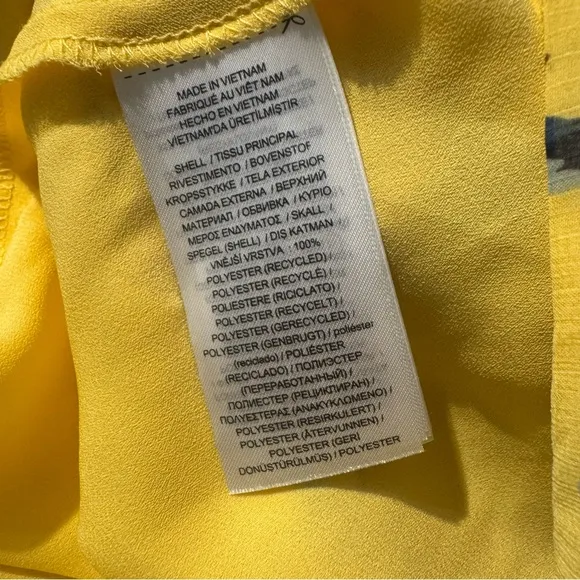 MADE IN VIETNAM
FABRIQUÉ AU VIÊT NAM
HECHO EN VIETNAM
VIETNAM'DA ÜRETİLMİŞTİR
SHELL / TISSU PRINCIPAL
RIVESTIMENTO / BOVENSTOF
KROPSSTYKKE / TELA EXTERIOR
CAMADA EXTERNA / ВЕРХНИЙ
МАТЕРИАЛ / ОБВИВКА / ΚΥΡΙΟ
ΜΕΡΟΣ ΕΝΔΥΜΑΤΟΣ / SKALL /
SPEGEL (SHELL) / DIŞ KATMAN /
VNĚJŠÍ VRSTVA : 100%
POLYESTER (RECYCLED) /
POLYESTER (RECYCLÉ) /
POLIESTERE (RICICLATO) /
POLYESTER (RECYCELT) /
POLYESTER (GERECYCLED) /
POLYESTER (GENBRUGT) / poliéster
(reciclado) / POLIÉSTER
(RECICLADO) / ПОЛИЭСТЕР
(ПЕРЕРАБОТАННЫЙ) /
ПОЛИЕСТЕР (РЕЦИКЛИРАН) /
ΠΟΛΥΕΣΤΕΡΑΣ (ΑΝΑΚΥΚΛΩΜΕΝΟ) /
POLYESTER (RESIRKULERT) /
POLYESTER (ÅTERVUNNEN) /
POLYESTER (GERİ
DÖNÜŞTÜRÜLMÜŞ) / POLYESTER